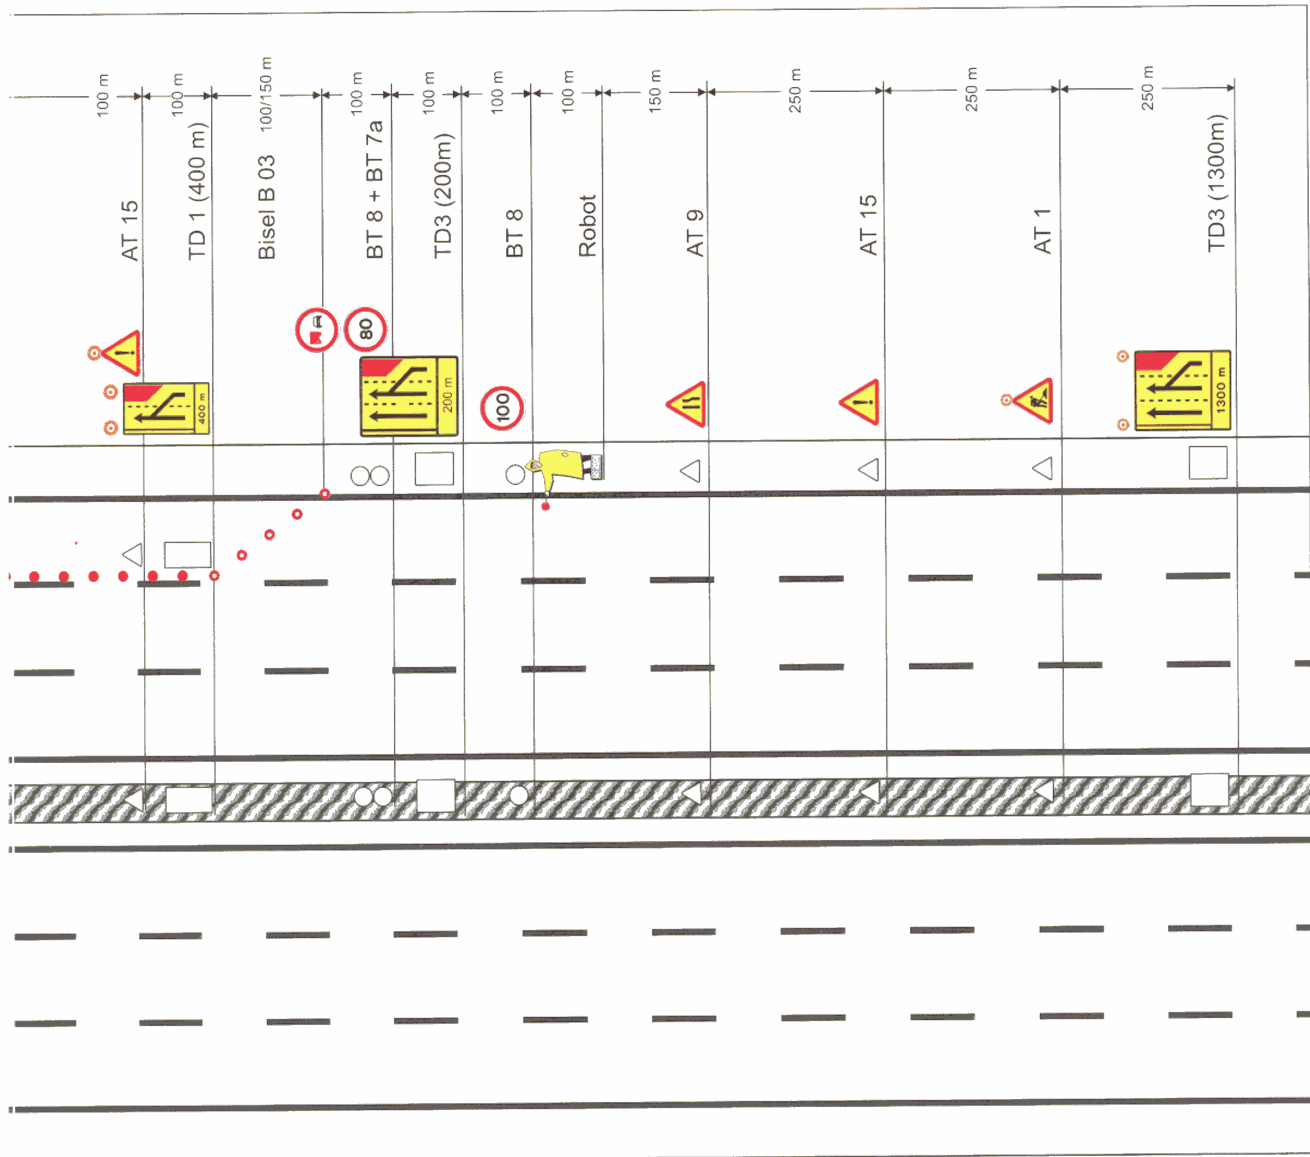 100 m
100 m
100/150 m
100 m
100 m
100 m
100 m
150 m
250 m
250 m
250 m
AT 15
TD 1 (400 m)
Bisel B 03
BT 8 + BT 7a
TD3 (200m)
BT 8
Robot
AT 9
AT 15
AT 1
TD3 (1300m)
400 m
80
200 m
100
1300 m